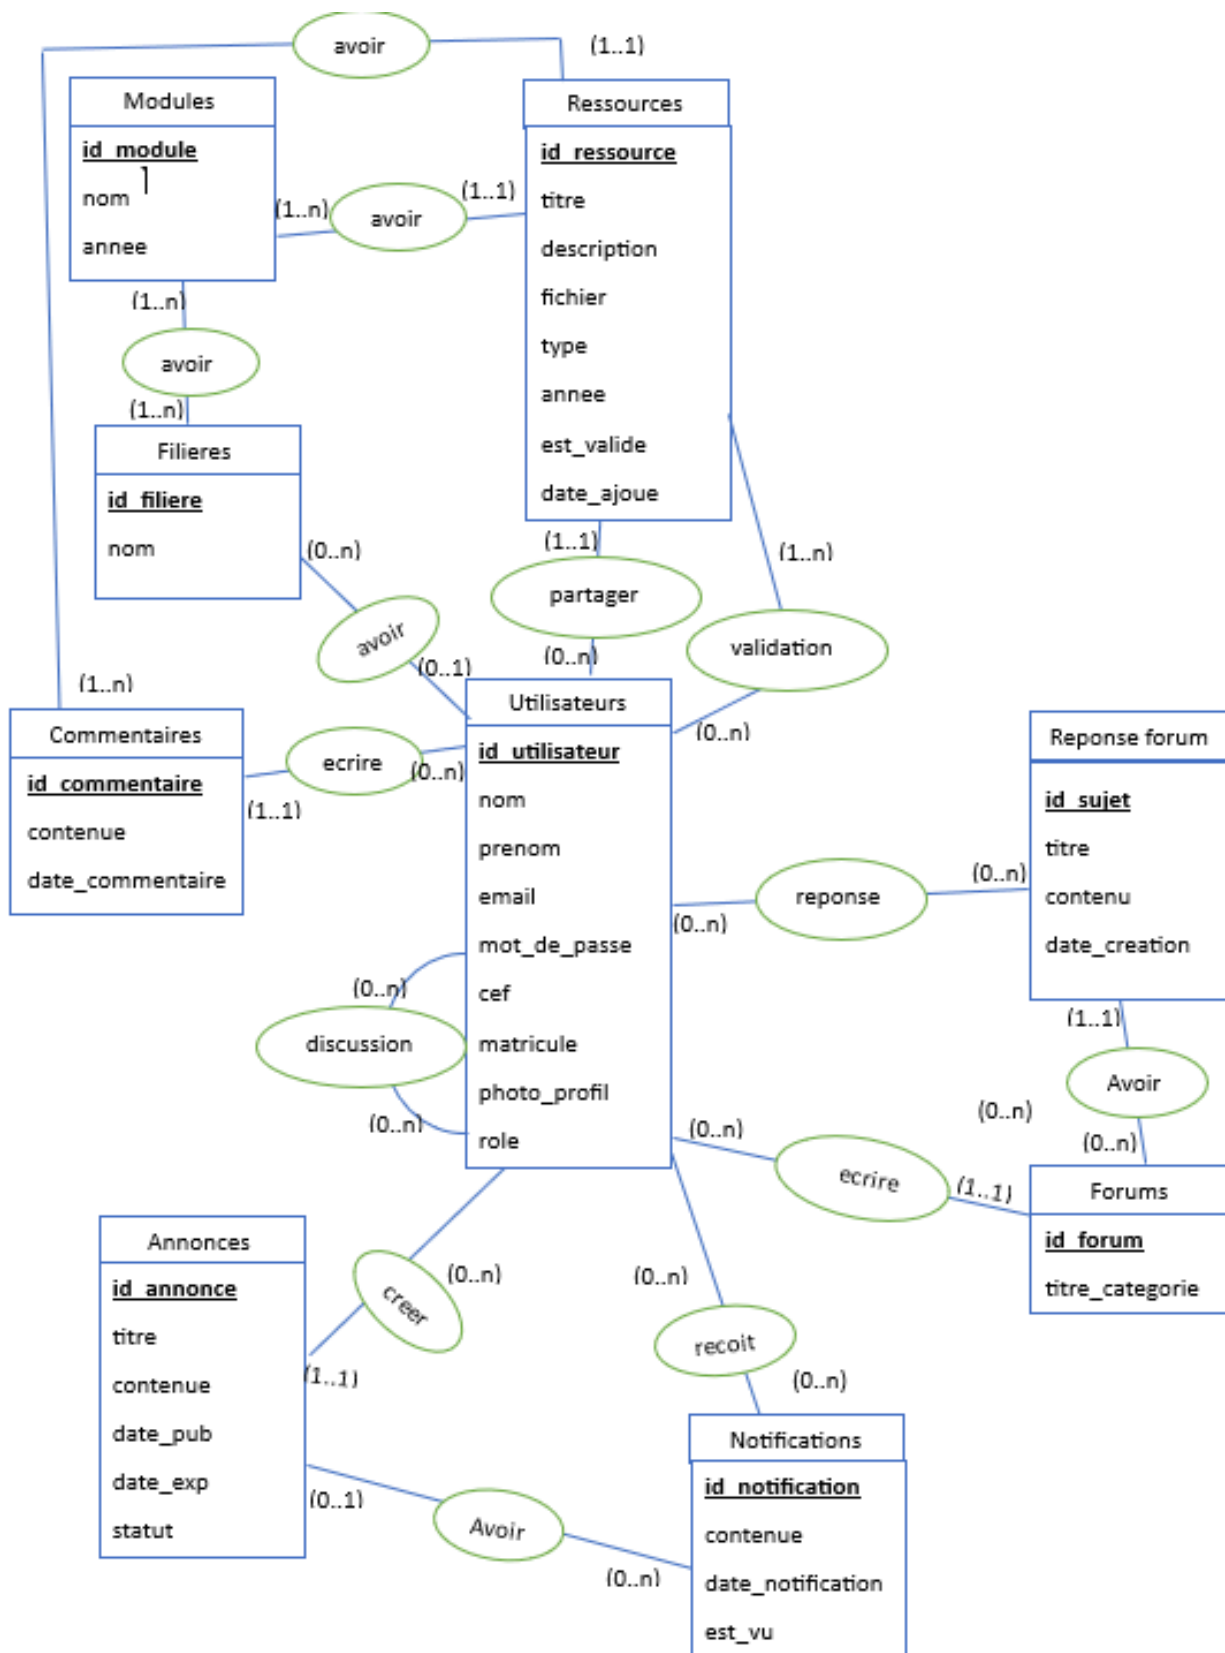 avoir
(1..1)
Modules
id_module
nom
annee
Ressources
id_ressource
titre
description
fichier
type
annee
est_valide
date_ajoue
(1..n)
avoir
(1..1)
(1..n)
avoir
(1..n)
Filieres
id_filiere
nom
(0..n)
avoir
(0..1)
(1..1)
partager
(0..n)
(1..n)
validation
(0..n)
(1..n)
Commentaires
id_commentaire
contenue
date_commentaire
ecrire
(0..n)
(1..1)
Utilisateurs
id_utilisateur
nom
prenom
email
mot_de_passe
cef
matricule
photo_profil
role
Reponse forum
id_sujet
titre
contenu
date_creation
(0..n)
reponse
(0..n)
(0..n)
discussion
(0..n)
(1..1)
Avoir
(0..n)
(0..n)
(0..n)
ecrire
(1..1)
Forums
id_forum
titre_categorie
Annonces
id_annonce
titre
contenue
date_pub
date_exp
statut
(0..n)
creer
(1..1)
(0..n)
recoit
(0..n)
Notifications
id_notification
contenue
date_notification
est_vu
(0..1)
Avoir
(0..n)